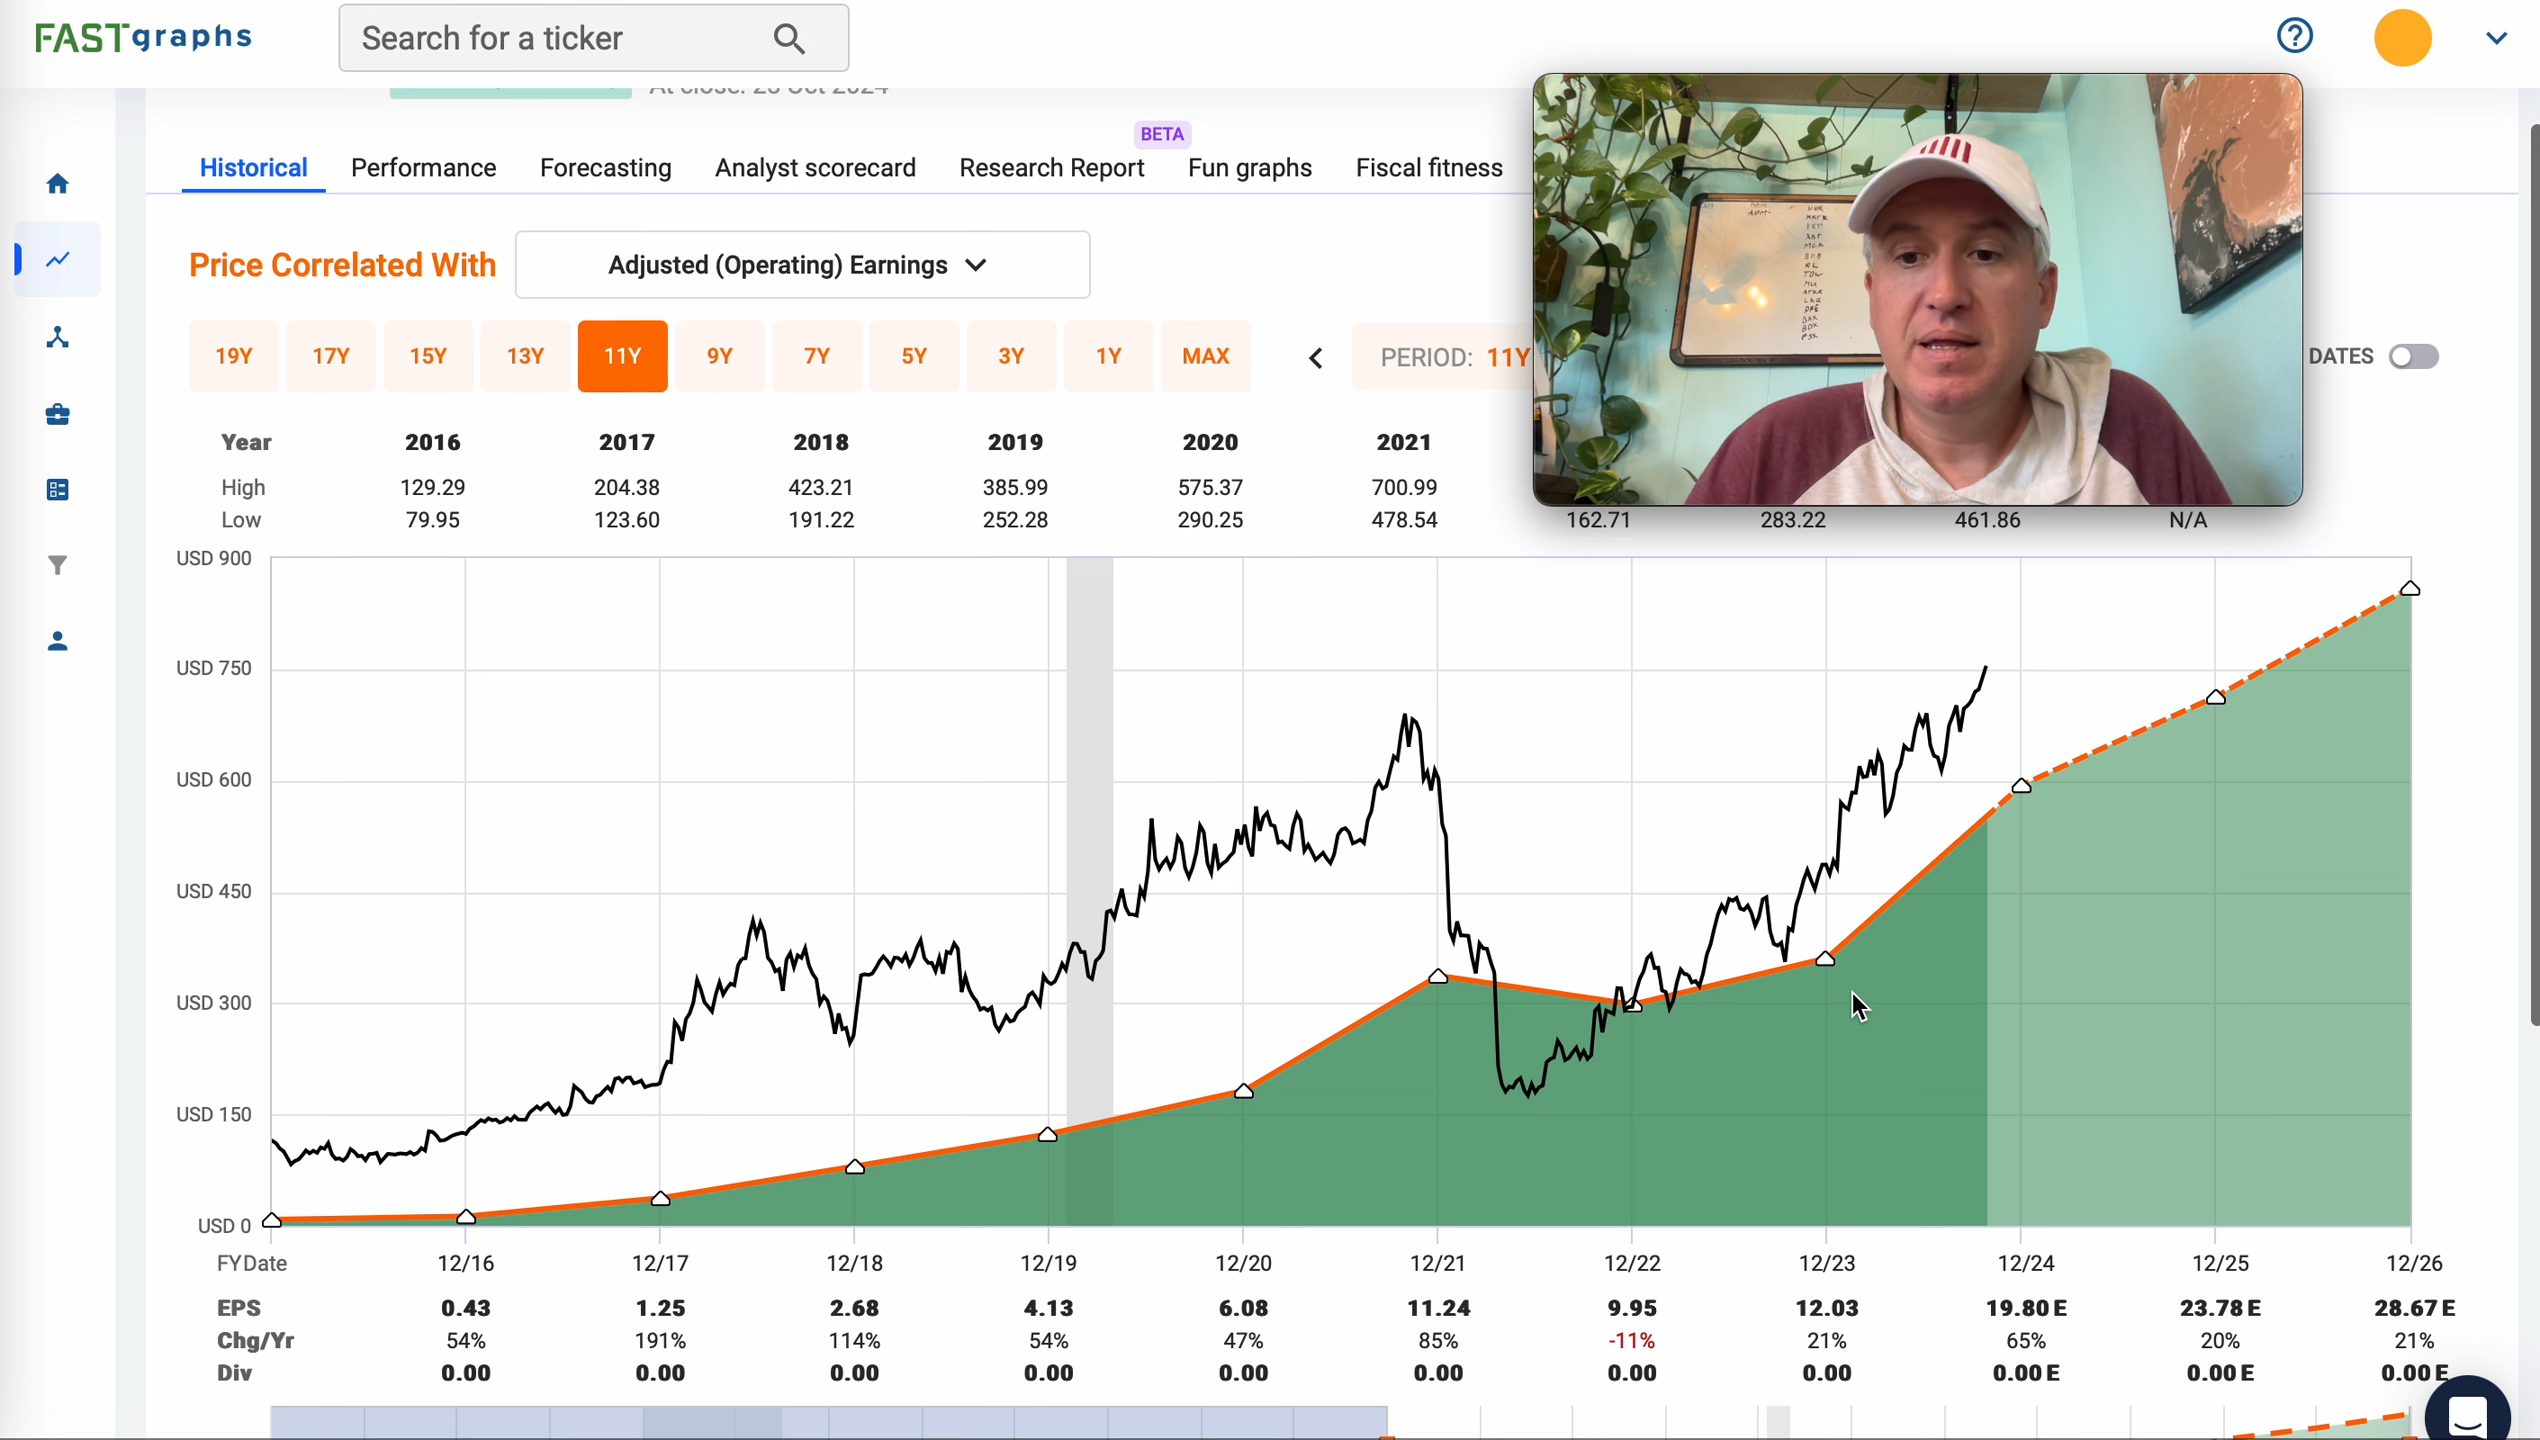 FAST graphs
Search for a ticker
BETA
Historical Performance Forecasting Analyst scorecard Research Report Fun graphs Fiscal fitness
Price Correlated With Adjusted (Operating) Earnings
19Y 17Y 15Y 13Y 11Y 9Y 7Y 5Y 3Y 1Y MAX PERIOD: 11Y DATES
Year 2016 2017 2018 2019 2020 2021
High 129.29 204.38 423.21 385.99 575.37 700.99
Low 79.95 123.60 191.22 252.28 290.25 478.54 162.71 283.22 461.86 N/A
USD 900
USD 750
USD 600
USD 450
USD 300
USD 150
USD 0
FYDate 12/16 12/17 12/18 12/19 12/20 12/21 12/22 12/23 12/24 12/25 12/26
EPS 0.43 1.25 2.68 4.13 6.08 11.24 9.95 12.03 19.80 E 23.78 E 28.67 E
Chg/Yr 54% 191% 114% 54% 47% 85% -11% 21% 65% 20% 21%
Div 0.00 0.00 0.00 0.00 0.00 0.00 0.00 0.00 0.00 E 0.00 E 0.00 E